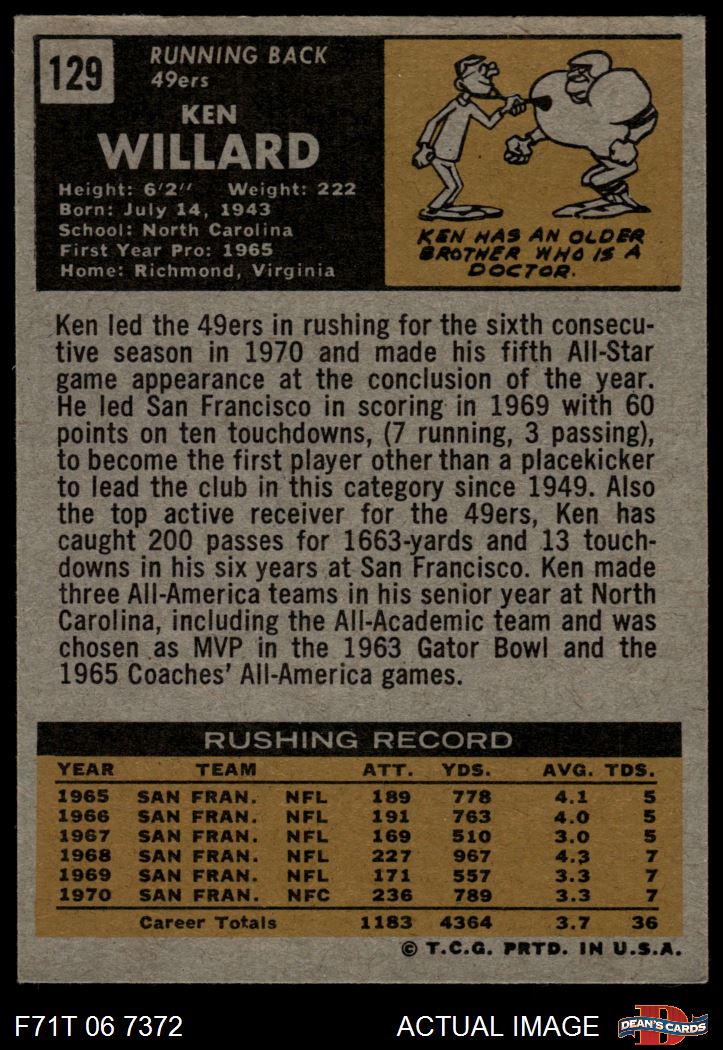 129
RUNNING BACK
49ers
KEN
WILLARD
Height: 6'2" Weight: 222
Born: July 14, 1943
School: North Carolina
First Year Pro: 1965
Home: Richmond, Virginia
KEN HAS AN OLDER
BROTHER WHO IS A
DOCTOR.
Ken led the 49ers in rushing for the sixth consecu-
tive season in 1970 and made his fifth All-Star
game appearance at the conclusion of the year.
He led San Francisco in scoring in 1969 with 60
points on ten touchdowns, (7 running, 3 passing),
to become the first player other than a placekicker
to lead the club in this category since 1949. Also
the top active receiver for the 49ers, Ken has
caught 200 passes for 1663-yards and 13 touch-
downs in his six years at San Francisco. Ken made
three All-America teams in his senior year at North
Carolina, including the All-Academic team and was
chosen as MVP in the 1963 Gator Bowl and the
1965 Coaches' All-America games.
RUSHING RECORD
YEAR TEAM ATT. YDS. AVG. TDS.
1965 SAN FRAN. NFL 189 778 4.1 5
1966 SAN FRAN. NFL 191 763 4.0 5
1967 SAN FRAN. NFL 169 510 3.0 5
1968 SAN FRAN. NFL 227 967 4.3 7
1969 SAN FRAN. NFL 171 557 3.3 7
1970 SAN FRAN. NFC 236 789 3.3 7
Career Totals 1183 4364 3.7 36
© T.C.G. PRTD. IN U.S.A.
F71T 06 7372 ACTUAL IMAGE D DEAN'S CARDS